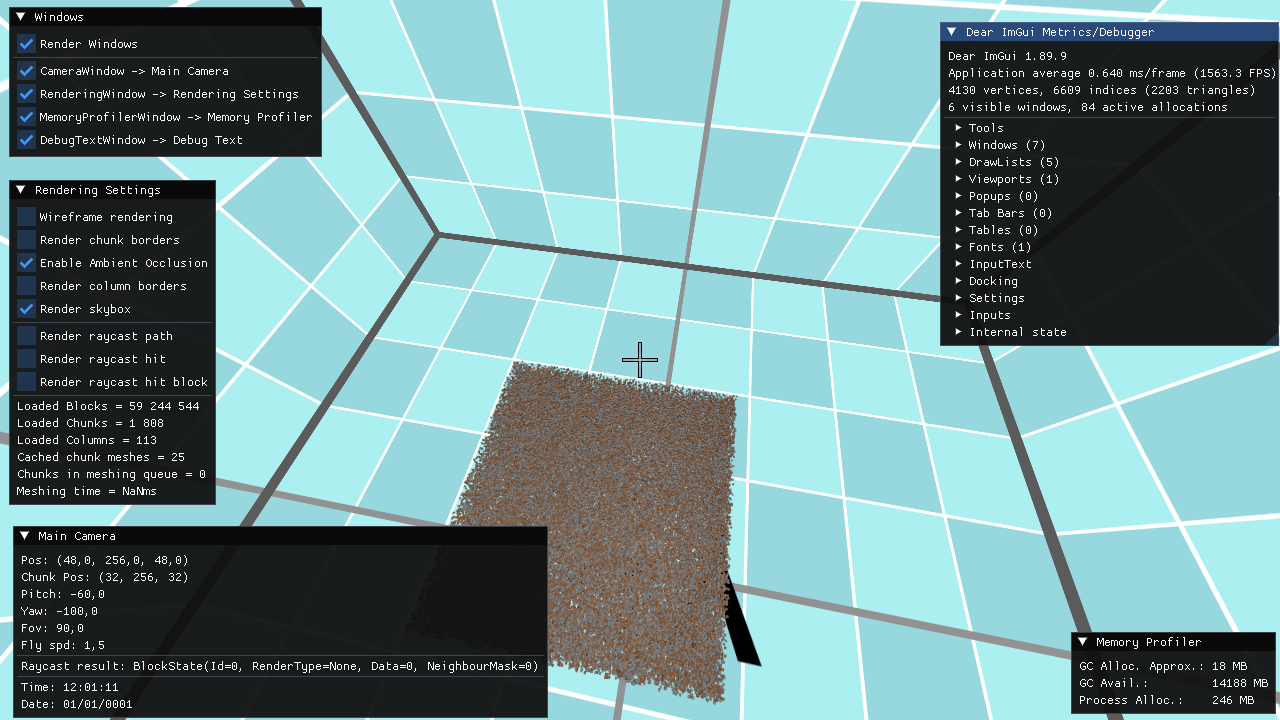 Windows
Render Windows
CameraWindow -> Main Camera
RenderingWindow -> Rendering Settings
MemoryProfilerWindow -> Memory Profiler
DebugTextWindow -> Debug Text
Rendering Settings
Wireframe rendering
Render chunk borders
Enable Ambient Occlusion
Render column borders
Render skybox
Render raycast path
Render raycast hit
Render raycast hit block
Loaded Blocks = 59 244 544
Loaded Chunks = 1 808
Loaded Columns = 113
Cached chunk meshes = 25
Chunks in meshing queue = 0
Meshing time = NaNms
Main Camera
Pos: (48,0, 256,0, 48,0)
Chunk Pos: (32, 256, 32)
Pitch: -60,0
Yaw: -100,0
Fov: 90,0
Fly spd: 1,5
Raycast result: BlockState(Id=0, RenderType=None, Data=0, NeighbourMask=0)
Time: 12:01:11
Date: 01/01/0001
Dear ImGui Metrics/Debugger
Dear ImGui 1.89.9
Application average 0.640 ms/frame (1563.3 FPS)
4130 vertices, 6609 indices (2203 triangles)
6 visible windows, 84 active allocations
Tools
Windows (7)
DrawLists (5)
Viewports (1)
Popups (0)
Tab Bars (0)
Tables (0)
Fonts (1)
InputText
Docking
Settings
Inputs
Internal state
Memory Profiler
GC Alloc. Approx.: 18 MB
GC Avail.: 14188 MB
Process Alloc.: 246 MB